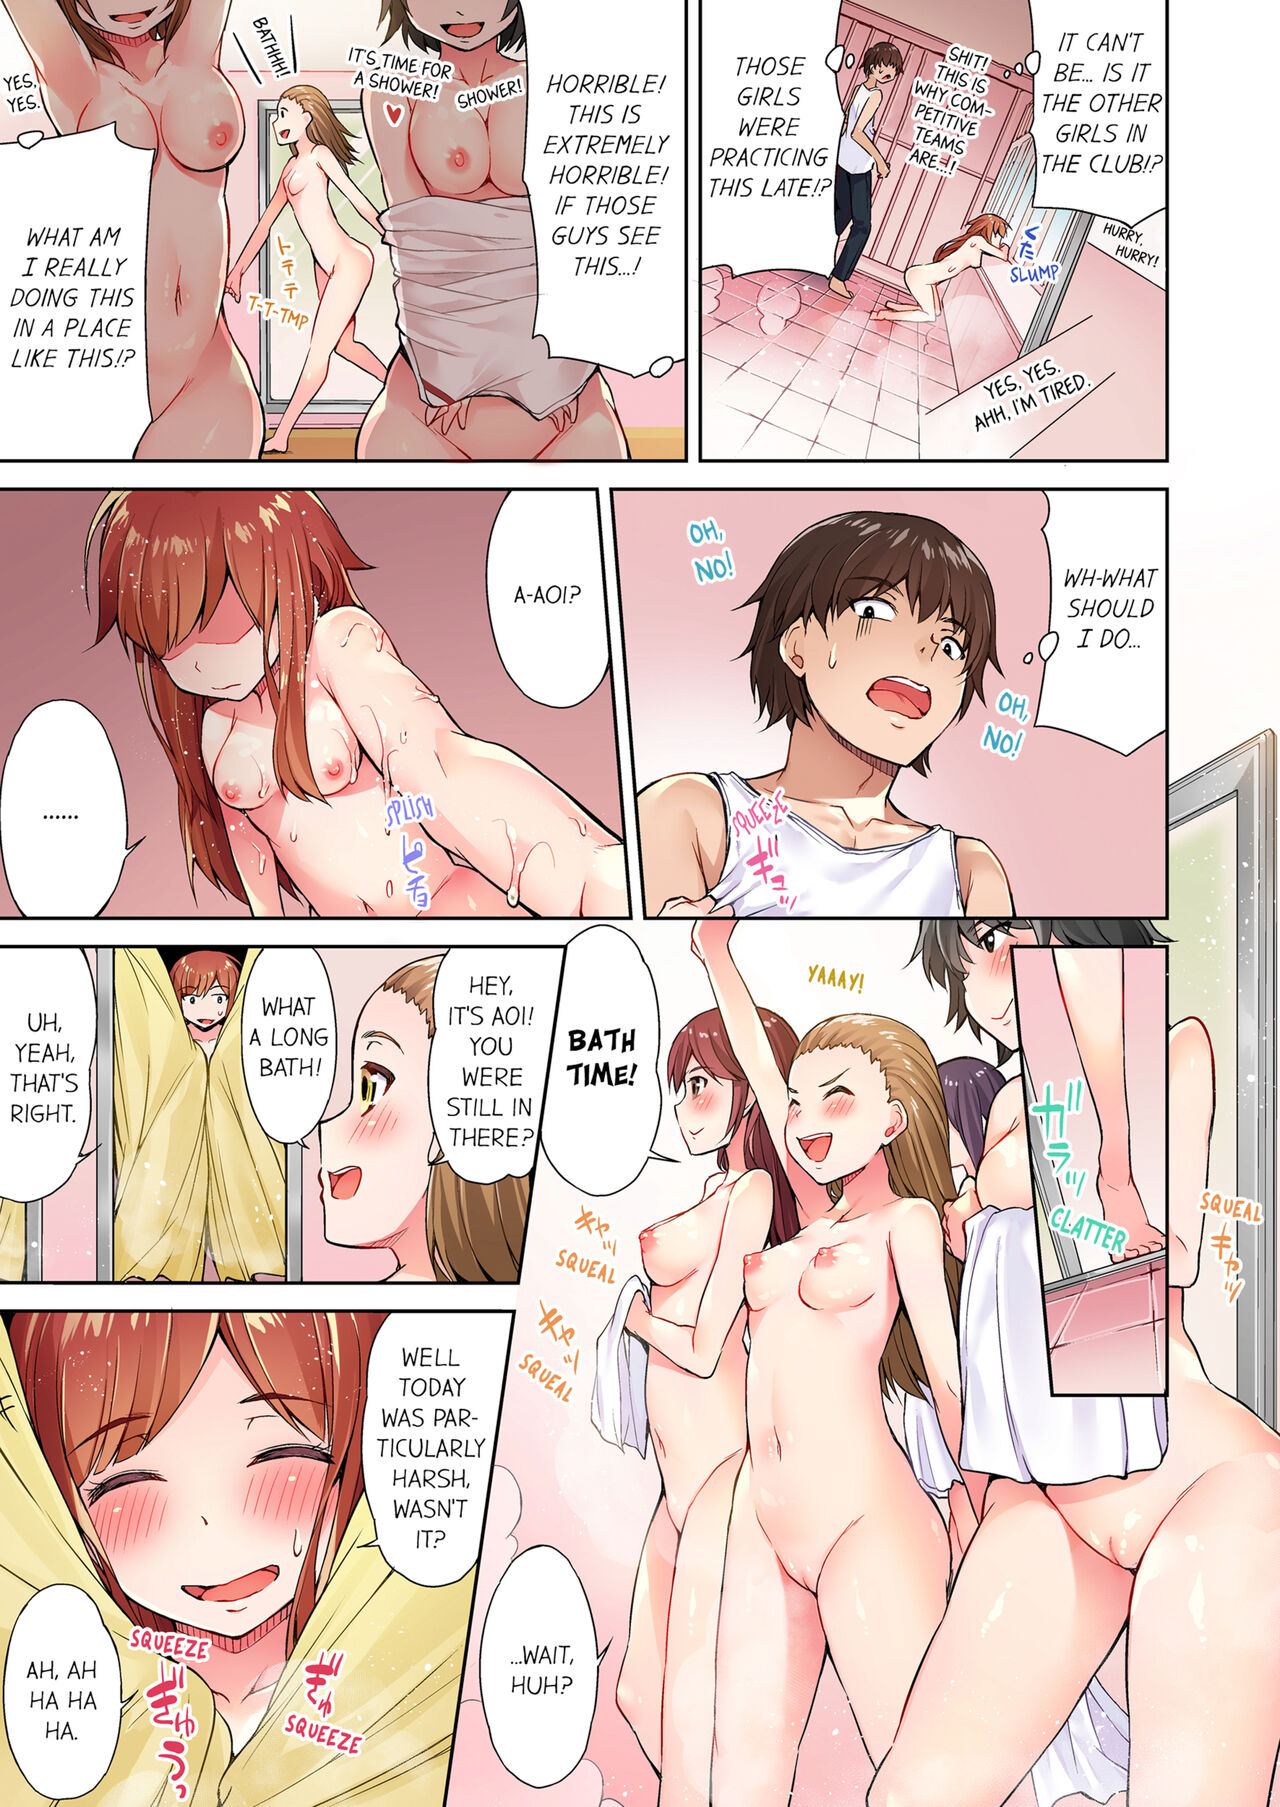 IT CAN'T
BE... IS IT
THE OTHER
GIRLS IN
THE CLUB!?
SHIT!
THIS IS
WHY COM-
PETITIVE
TEAMS
ARE...!
THOSE
GIRLS
WERE
PRACTICING
THIS LATE!?
HURRY,
HURRY!
くた
SLUMP
YES, YES.
AHH, I'M TIRED.
HORRIBLE!
THIS IS
EXTREMELY
HORRIBLE!
IF THOSE
GUYS SEE
THIS...!
SHOWER!
IT'S TIME FOR
A SHOWER!
BATHHH!
YES,
YES.
トテテテ
T-T-TMP
WHAT AM
I REALLY
DOING THIS
IN A PLACE
LIKE THIS!?
WH-WHAT
SHOULD
I DO...
OH,
NO!
OH,
NO!
SQUEEZE
ギュッ
A-AOI?
SPLISH
ピチョ
......
ガラッ
CLATTER
YAAAY!
BATH
TIME!
キャッ
SQUEAL
キャッ
SQUEAL
SQUEAL
キャッ
...WAIT,
HUH?
HEY,
IT'S AOI!
YOU
WERE
STILL IN
THERE?
WHAT
A LONG
BATH!
UH,
YEAH,
THAT'S
RIGHT.
WELL
TODAY
WAS PAR-
TICULARLY
HARSH,
WASN'T
IT?
SQUEEZE
ぎゅうっ
ぎゅ
SQUEEZE
AH, AH
HA HA
HA.